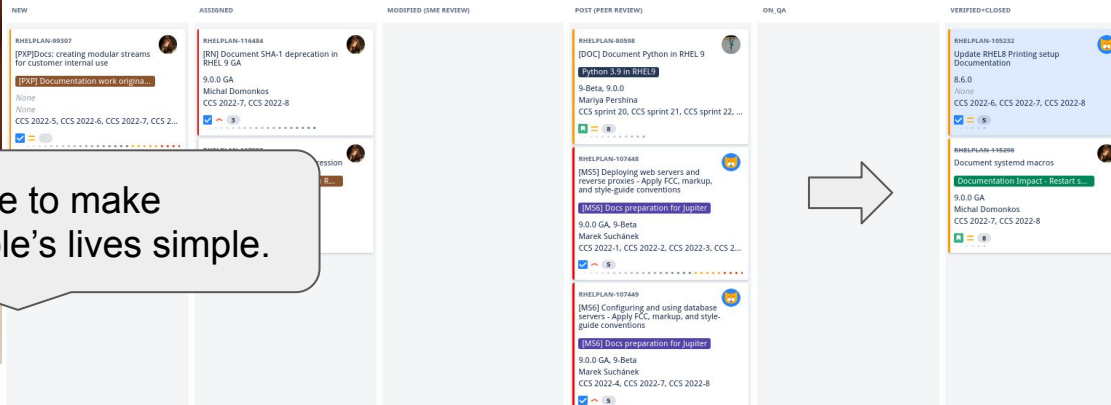 NEW
ASSIGNED
MODIFIED (SME REVIEW)
POST (PEER REVIEW)
ON_QA
VERIFIED+CLOSED
RHELPLAN-99307
[PXP]Docs: creating modular streams
for customer internal use
[PXP] Documentation work origina...
None
None
CCS 2022-5, CCS 2022-6, CCS 2022-7, CCS 2...
RHELPLAN-116484
[RN] Document SHA-1 deprecation in
RHEL 9 GA
9.0.0 GA
Michal Domonkos
CCS 2022-7, CCS 2022-8
3
ression
R...
e to make
le's lives simple.
RHELPLAN-80598
[DOC] Document Python in RHEL 9
Python 3.9 in RHEL9
9-Beta, 9.0.0
Mariya Pershina
CCS sprint 20, CCS sprint 21, CCS sprint 22, ...
8
RHELPLAN-107448
[MS5] Deploying web servers and
reverse proxies - Apply FCC, markup,
and style-guide conventions
[MS6] Docs preparation for Jupiter
9.0.0 GA, 9-Beta
Marek Suchánek
CCS 2022-1, CCS 2022-2, CCS 2022-3, CCS 2...
5
RHELPLAN-107449
[MS6] Configuring and using database
servers - Apply FCC, markup, and style-
guide conventions
[MS6] Docs preparation for Jupiter
9.0.0 GA, 9-Beta
Marek Suchánek
CCS 2022-4, CCS 2022-7, CCS 2022-8
5
RHELPLAN-105232
Update RHEL8 Printing setup
Documentation
8.6.0
None
CCS 2022-6, CCS 2022-7, CCS 2022-8
5
RHELPLAN-115298
Document systemd macros
Documentation Impact - Restart s...
9.0.0 GA
Michal Domonkos
CCS 2022-7, CCS 2022-8
8